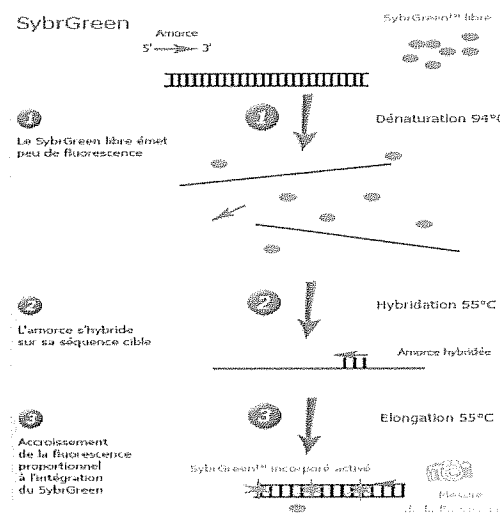 SybrGreen
Amorce
5' 3'
SybrGreen™ libre
1
1
Dénaturation 94°C
Le SybrGreen libre émet
peu de fluorescence
2
2
Hybridation 55°C
L'amorce s'hybride
sur sa séquence cible
Amorce hybridée
3
3
Elongation 55°C
Accroissement
de la fluorescence
proportionnel
à l'intégration
du SybrGreen
SybrGreen™ incorporé activé
Mesure
de la